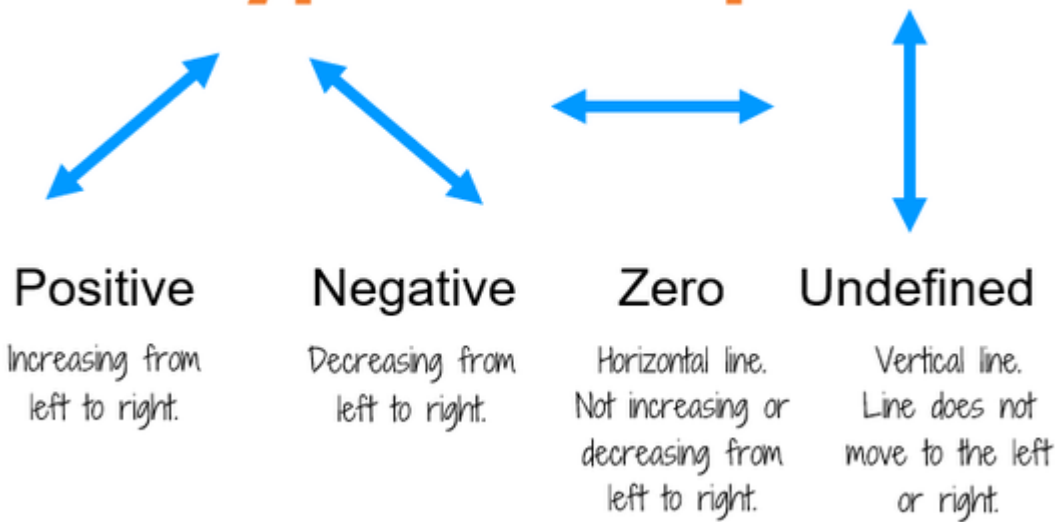 Positive
Increasing from
left to right.
Negative
Decreasing from
left to right.
Zero
Horizontal line.
Not increasing or
decreasing from
left to right.
Undefined
Vertical line.
Line does not
move to the left
or right.